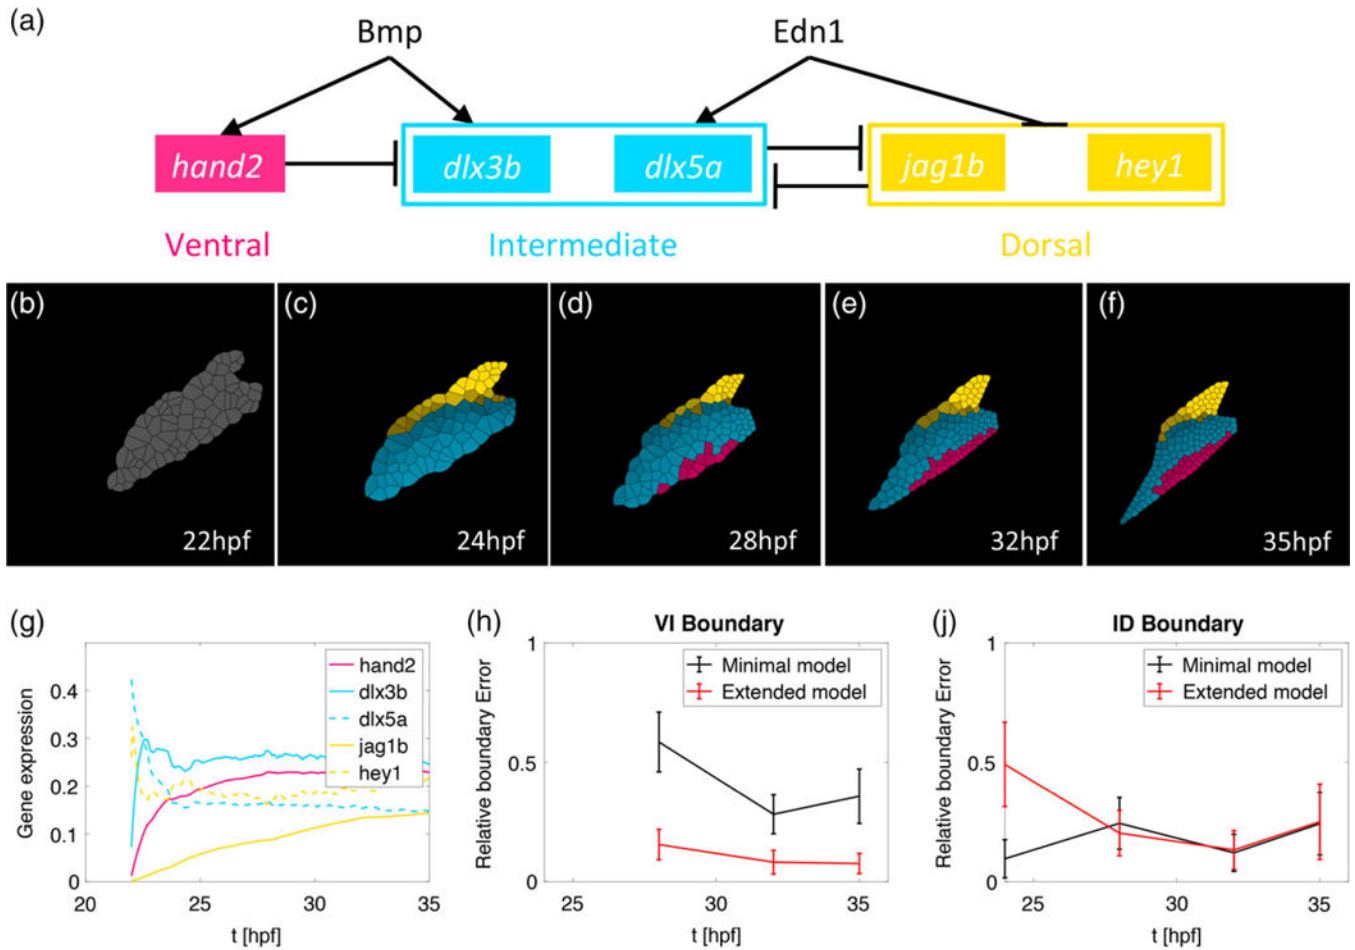 (a)
Bmp Edn1
hand2 dlx3b dlx5a jag1b hey1
Ventral Intermediate Dorsal
(b) (c) (d) (e) (f)
22hpf 24hpf 28hpf 32hpf 35hpf
(g)
Gene expression
0.4
0.3
0.2
0.1
0
20 25 30 35
t [hpf]
hand2
dlx3b
dlx5a
jag1b
hey1
(h)
VI Boundary
Relative boundary Error
1
0.5
0
25 30 35
t [hpf]
Minimal model
Extended model
(j)
ID Boundary
Relative boundary Error
1
0.5
0
25 30 35
t [hpf]
Minimal model
Extended model